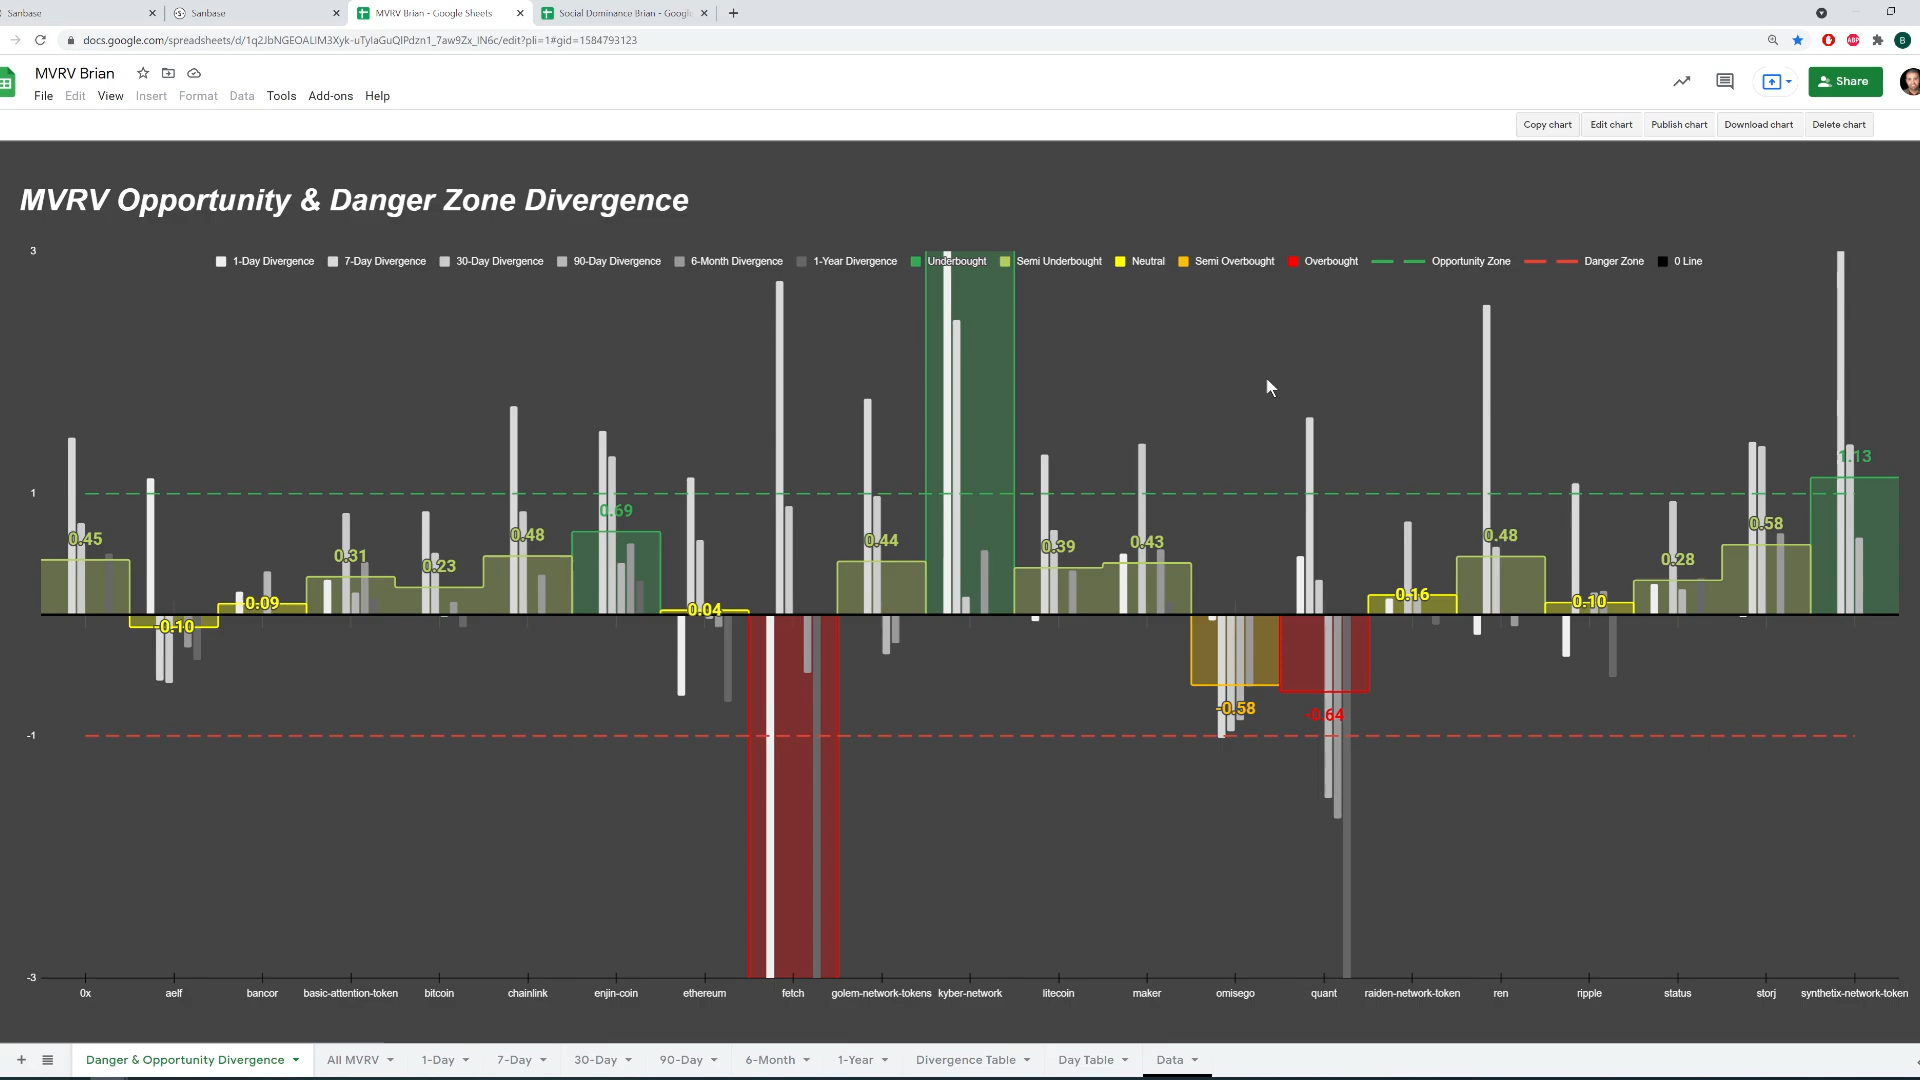 Sanbase
Sanbase
MVRV Brian - Google Sheets
Social Dominance Brian - Google
docs.google.com/spreadsheets/d/1q2JbNGEOALIM3Xyk-uTylaGuQIPdzn1_7aw9Zx_IN6c/edit?pli=1#gid=1584793123
ABP
B
MVRV Brian
File Edit View Insert Format Data Tools Add-ons Help
Share
Copy chart Edit chart Publish chart Download chart Delete chart
MVRV Opportunity & Danger Zone Divergence
1-Day Divergence 7-Day Divergence 30-Day Divergence 90-Day Divergence 6-Month Divergence 1-Year Divergence Underbought Semi Underbought Neutral Semi Overbought Overbought Opportunity Zone Danger Zone 0 Line
3
1
-1
-3
0.45
-0.10
0.09
0.31
0.23
0.48
0.69
0.04
0.44
0.39
0.43
-0.58
-0.64
0.16
0.48
0.10
0.28
0.58
1.13
0x aelf bancor basic-attention-token bitcoin chainlink enjin-coin ethereum fetch golem-network-tokens kyber-network litecoin maker omisego quant raiden-network-token ren ripple status storj synthetix-network-token
Danger & Opportunity Divergence All MVRV 1-Day 7-Day 30-Day 90-Day 6-Month 1-Year Divergence Table Day Table Data